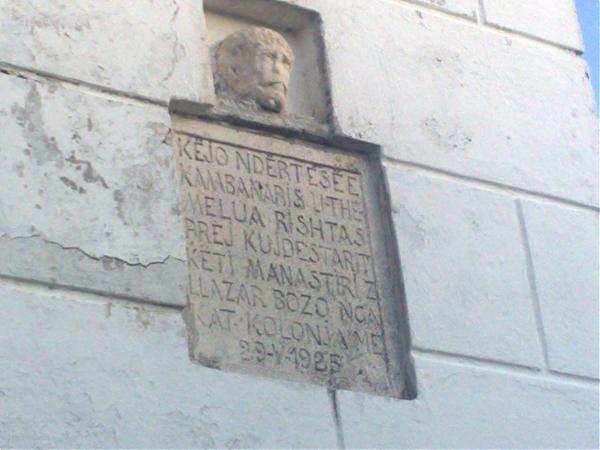 KËJO NDËRTESË E
KAMBANARIS U THE
MELUA RISHTAS
PREJ KUJDESTARIT
KËTI MANASTIRI Z
LLAZAR BOZO NGA
KAT. KOLONJA ME
29·V·1925